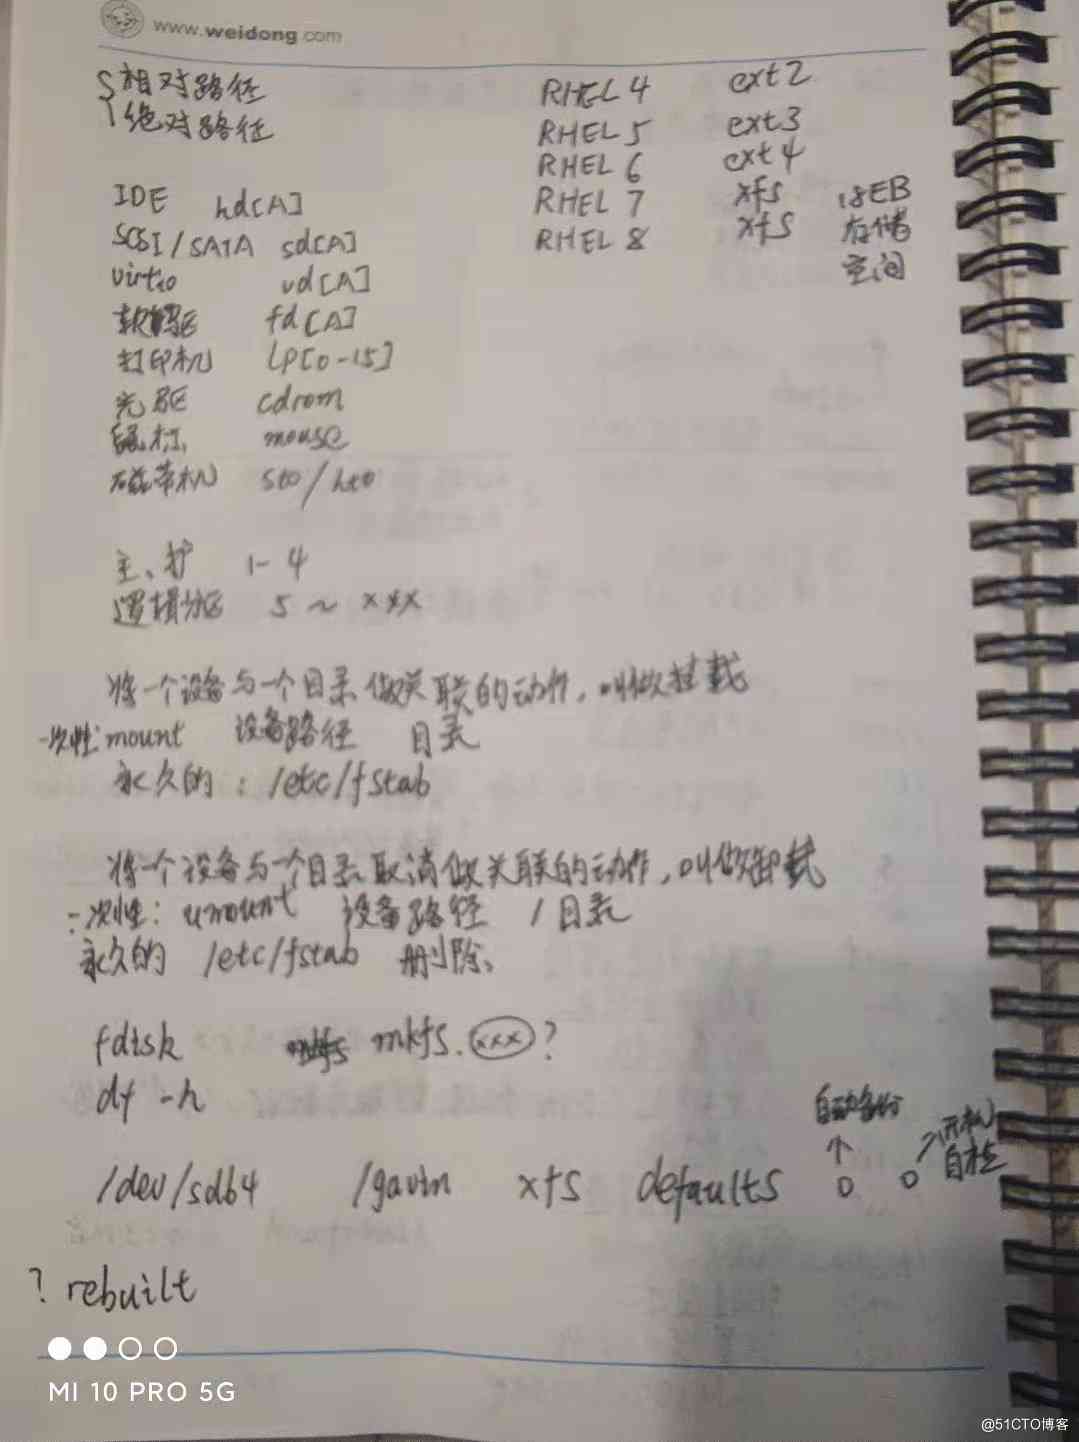 www.weidong.com
相对路径
绝对路径
RHEL 4 ext2
RHEL 5 ext3
RHEL 6 ext4
RHEL 7 xfs 18EB
RHEL 8 xfs 存储
空间
IDE hd[A]
SCSI/SATA sd[A]
virtio vd[A]
软驱 fd[A]
打印机 LP[0-15]
光驱 cdrom
鼠标 mouse
磁带机 st0/ht0
主、扩 1-4
逻辑分区 5 ~ xxx
将一个设备与一个目录做关联的动作,叫做挂载
一次性: mount 设备路径 目录
永久的: /etc/fstab
将一个设备与一个目录取消做关联的动作,叫做卸载
一次性: umount 设备路径 / 目录
永久的 /etc/fstab 删除。
fdisk mkfs.xxx?
df -h
自动备份
开机
自检
/dev/sdb4 /gavin xfs defaults 0 0
? rebuilt
MI 10 PRO 5G
@51CTO博客